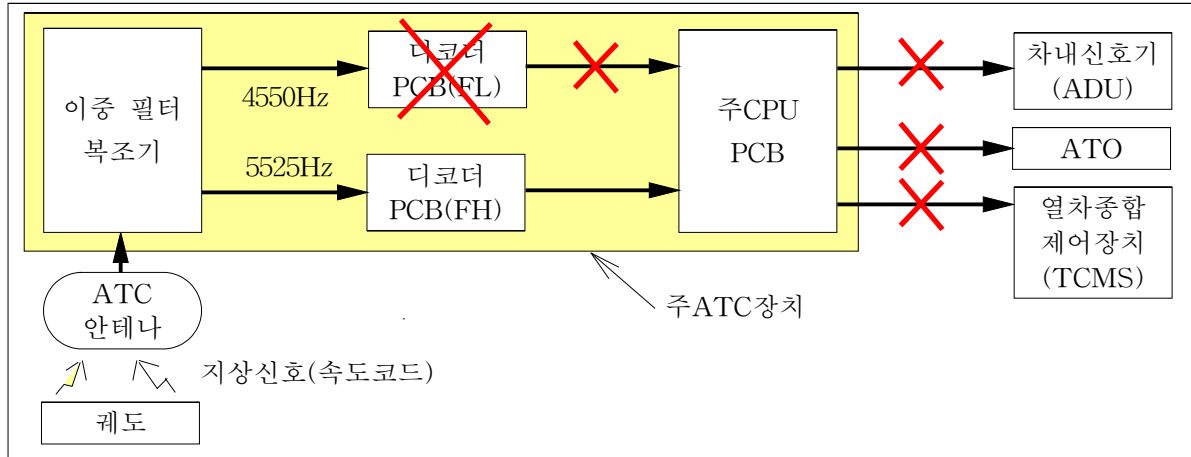 이중 필터
복조기
4550Hz
5525Hz
디코더
PCB(FL)
디코더
PCB(FH)
주CPU
PCB
차내신호기
(ADU)
ATO
열차종합
제어장치
(TCMS)
ATC
안테나
주ATC장치
지상신호(속도코드)
궤도